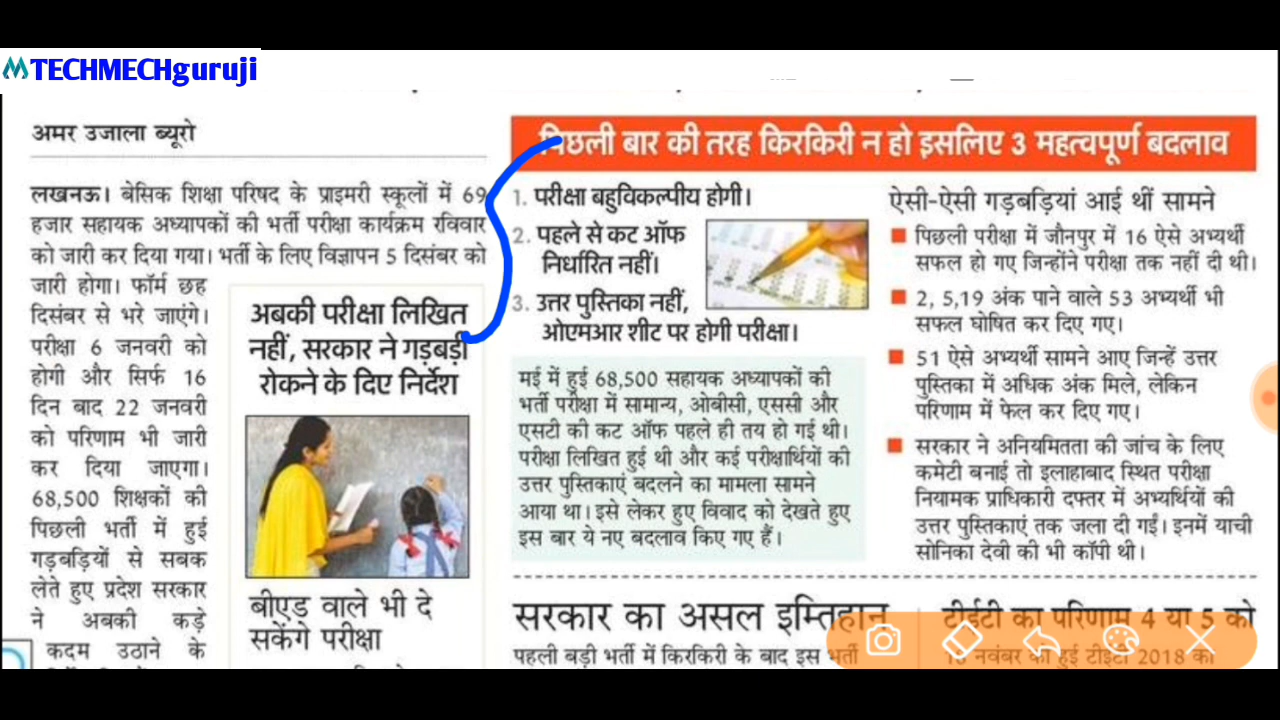 TECHMECHguruji
अमर उजाला ब्यूरो
लखनऊ। बेसिक शिक्षा परिषद के प्राइमरी स्कूलों में 69
हजार सहायक अध्यापकों की भर्ती परीक्षा कार्यक्रम रविवार
को जारी कर दिया गया। भर्ती के लिए विज्ञापन 5 दिसंबर को
जारी होगा। फॉर्म छह
दिसंबर से भरे जाएंगे।
परीक्षा 6 जनवरी को
होगी और सिर्फ 16
दिन बाद 22 जनवरी
को परिणाम भी जारी
कर दिया जाएगा।
68,500 शिक्षकों की
पिछली भर्ती में हुई
गड़बड़ियों से सबक
लेते हुए प्रदेश सरकार
ने अबकी कड़े
कदम उठाने के
अबकी परीक्षा लिखित
नहीं, सरकार ने गड़बड़ी
रोकने के दिए निर्देश
बीएड वाले भी दे
सकेंगे परीक्षा
पिछली बार की तरह किरकिरी न हो इसलिए 3 महत्वपूर्ण बदलाव
1. परीक्षा बहुविकल्पीय होगी।
2. पहले से कट ऑफ
निर्धारित नहीं।
3. उत्तर पुस्तिका नहीं,
ओएमआर शीट पर होगी परीक्षा।
मई में हुई 68,500 सहायक अध्यापकों की
भर्ती परीक्षा में सामान्य, ओबीसी, एससी और
एसटी की कट ऑफ पहले ही तय हो गई थी।
परीक्षा लिखित हुई थी और कई परीक्षार्थियों की
उत्तर पुस्तिकाएं बदलने का मामला सामने
आया था। इसे लेकर हुए विवाद को देखते हुए
इस बार ये नए बदलाव किए गए हैं।
ऐसी-ऐसी गड़बड़ियां आई थीं सामने
पिछली परीक्षा में जौनपुर में 16 ऐसे अभ्यर्थी
सफल हो गए जिन्होंने परीक्षा तक नहीं दी थी।
2, 5,19 अंक पाने वाले 53 अभ्यर्थी भी
सफल घोषित कर दिए गए।
51 ऐसे अभ्यर्थी सामने आए जिन्हें उत्तर
पुस्तिका में अधिक अंक मिले, लेकिन
परिणाम में फेल कर दिए गए।
सरकार ने अनियमितता की जांच के लिए
कमेटी बनाई तो इलाहाबाद स्थित परीक्षा
नियामक प्राधिकारी दफ्तर में अभ्यर्थियों की
उत्तर पुस्तिकाएं तक जला दी गईं। इनमें याची
सोनिका देवी की भी कॉपी थी।
सरकार का असल इम्तिहान
पहली बड़ी भर्ती में किरकिरी के बाद इस भर्ती
टीईटी का परिणाम 4 या 5 को
18 नवंबर को हुई टीईटी 2018 का